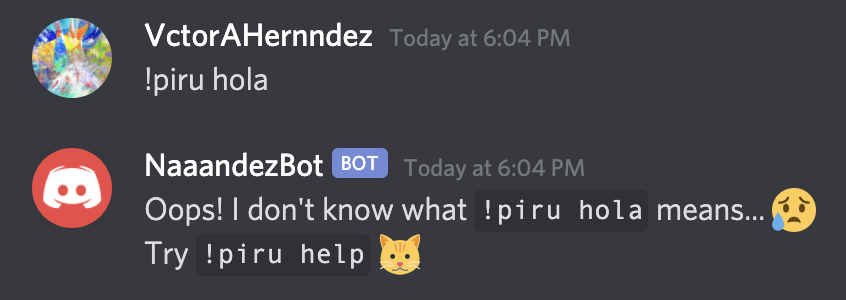 VctorAHernndez Today at 6:04 PM
!piru hola
NaaandezBot BOT Today at 6:04 PM
Oops! I don't know what !piru hola means... 😥
Try !piru help 🐱